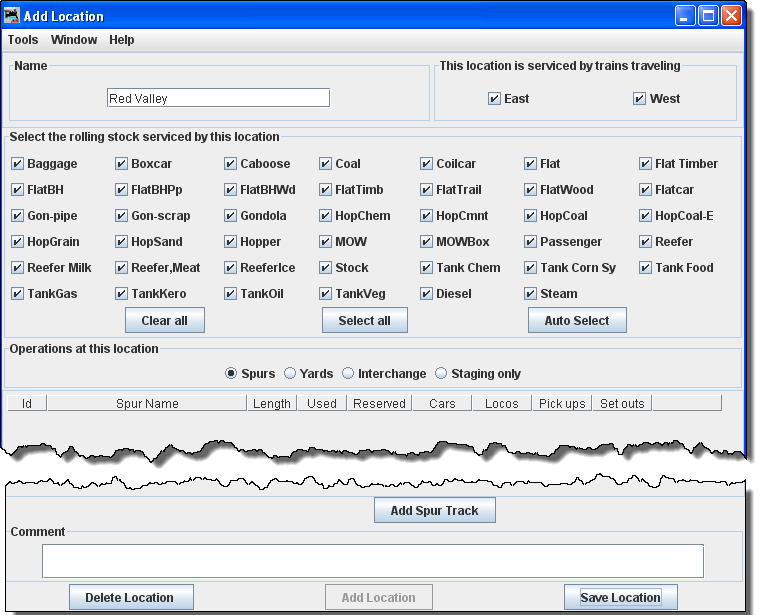 Add Location
Tools Window Help
Name This location is serviced by trains traveling
Red Valley East West
Select the rolling stock serviced by this location
Baggage Boxcar Caboose Coal Coilcar Flat Flat Timber
FlatBH FlatBHPp FlatBHWd FlatTimb FlatTrail FlatWood Flatcar
Gon-pipe Gon-scrap Gondola HopChem HopCmnt HopCoal HopCoal-E
HopGrain HopSand Hopper MOW MOWBox Passenger Reefer
Reefer Milk Reefer,Meat ReeferIce Stock Tank Chem Tank Corn Sy Tank Food
TankGas TankKero TankOil TankVeg Diesel Steam
Clear all Select all Auto Select
Operations at this location
Spurs Yards Interchange Staging only
Id Spur Name Length Used Reserved Cars Locos Pick ups Set outs
Add Spur Track
Comment
Delete Location Add Location Save Location